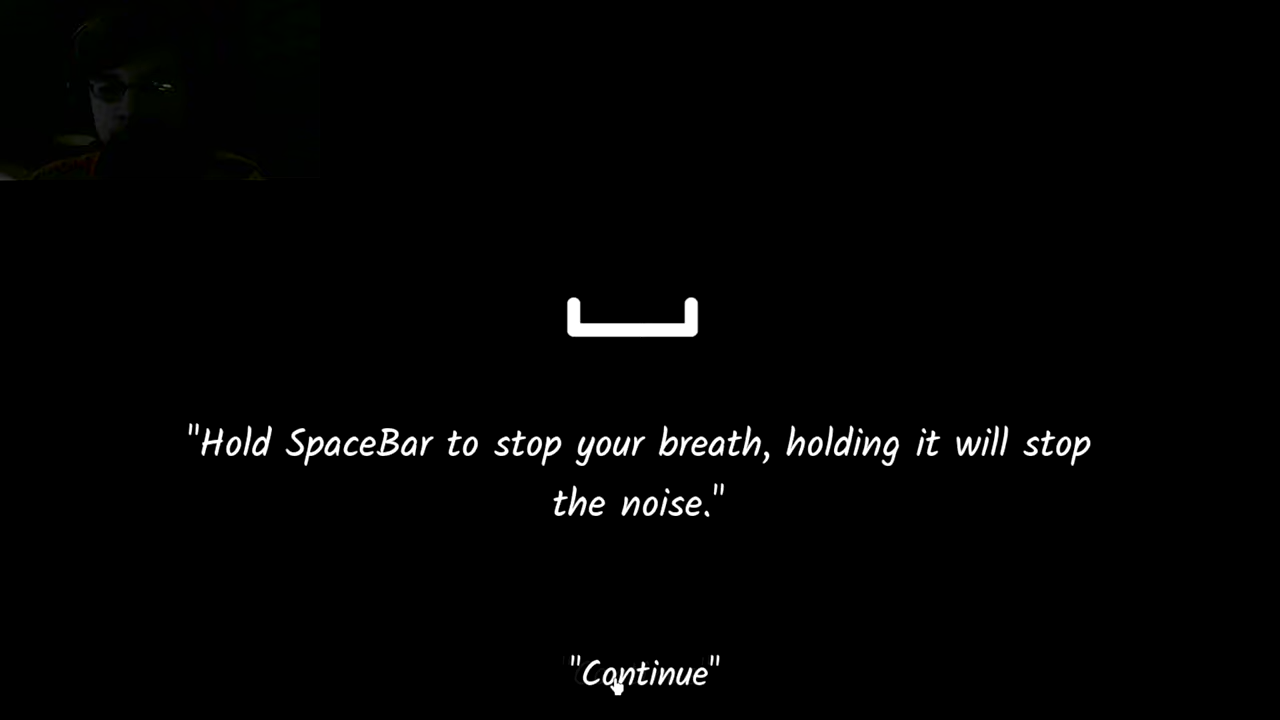 "Hold SpaceBar to stop your breath, holding it will stop
the noise."
"Continue"